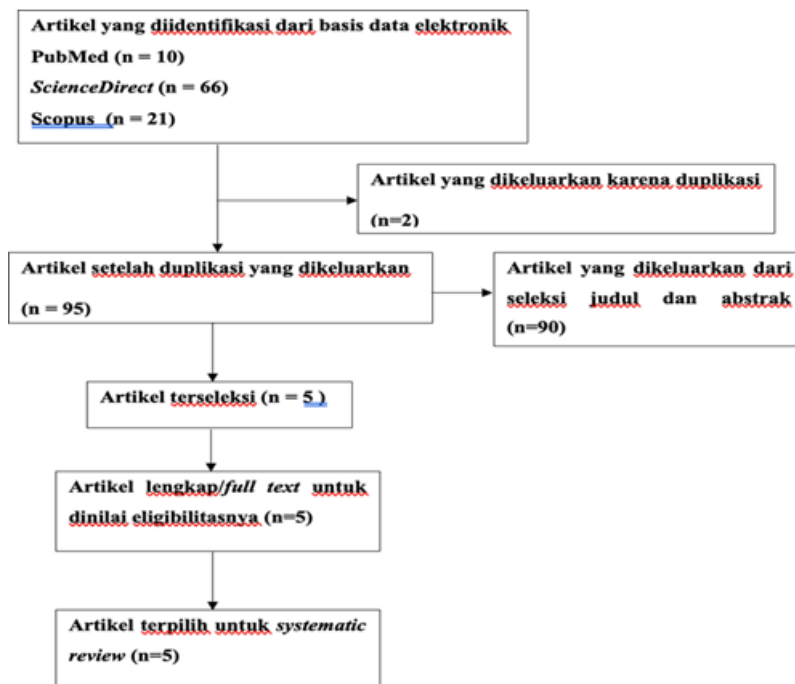 Artikel yang diidentifikasi dari basis data elektronik
PubMed (n = 10)
ScienceDirect (n = 66)
Scopus (n = 21)
Artikel yang dikeluarkan karena duplikasi
(n=2)
Artikel setelah duplikasi yang dikeluarkan
(n = 95)
Artikel yang dikeluarkan dari
seleksi judul dan abstrak
(n=90)
Artikel terseleksi (n = 5 )
Artikel lengkap/full text untuk
dinilai eligibilitasnya (n=5)
Artikel terpilih untuk systematic
review (n=5)